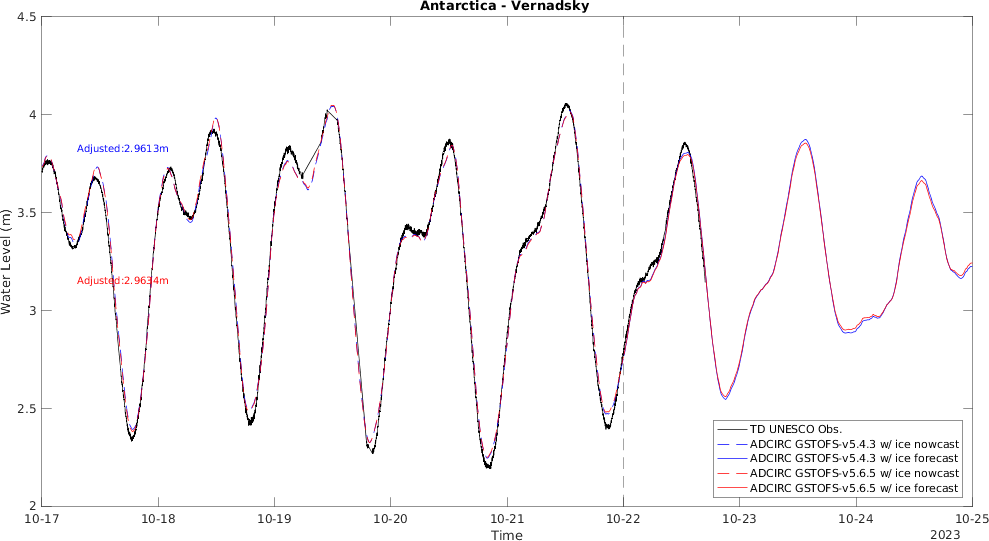 Antarctica - Vernadsky
4.5
4
3.5
3
2.5
2
Water Level (m)
Adjusted:2.9613m
Adjusted:2.9634m
TD UNESCO Obs.
ADCIRC GSTOFS-v5.4.3 w/ ice nowcast
ADCIRC GSTOFS-v5.4.3 w/ ice forecast
ADCIRC GSTOFS-v5.6.5 w/ ice nowcast
ADCIRC GSTOFS-v5.6.5 w/ ice forecast
10-17 10-18 10-19 10-20 10-21 10-22 10-23 10-24 10-25
Time
2023